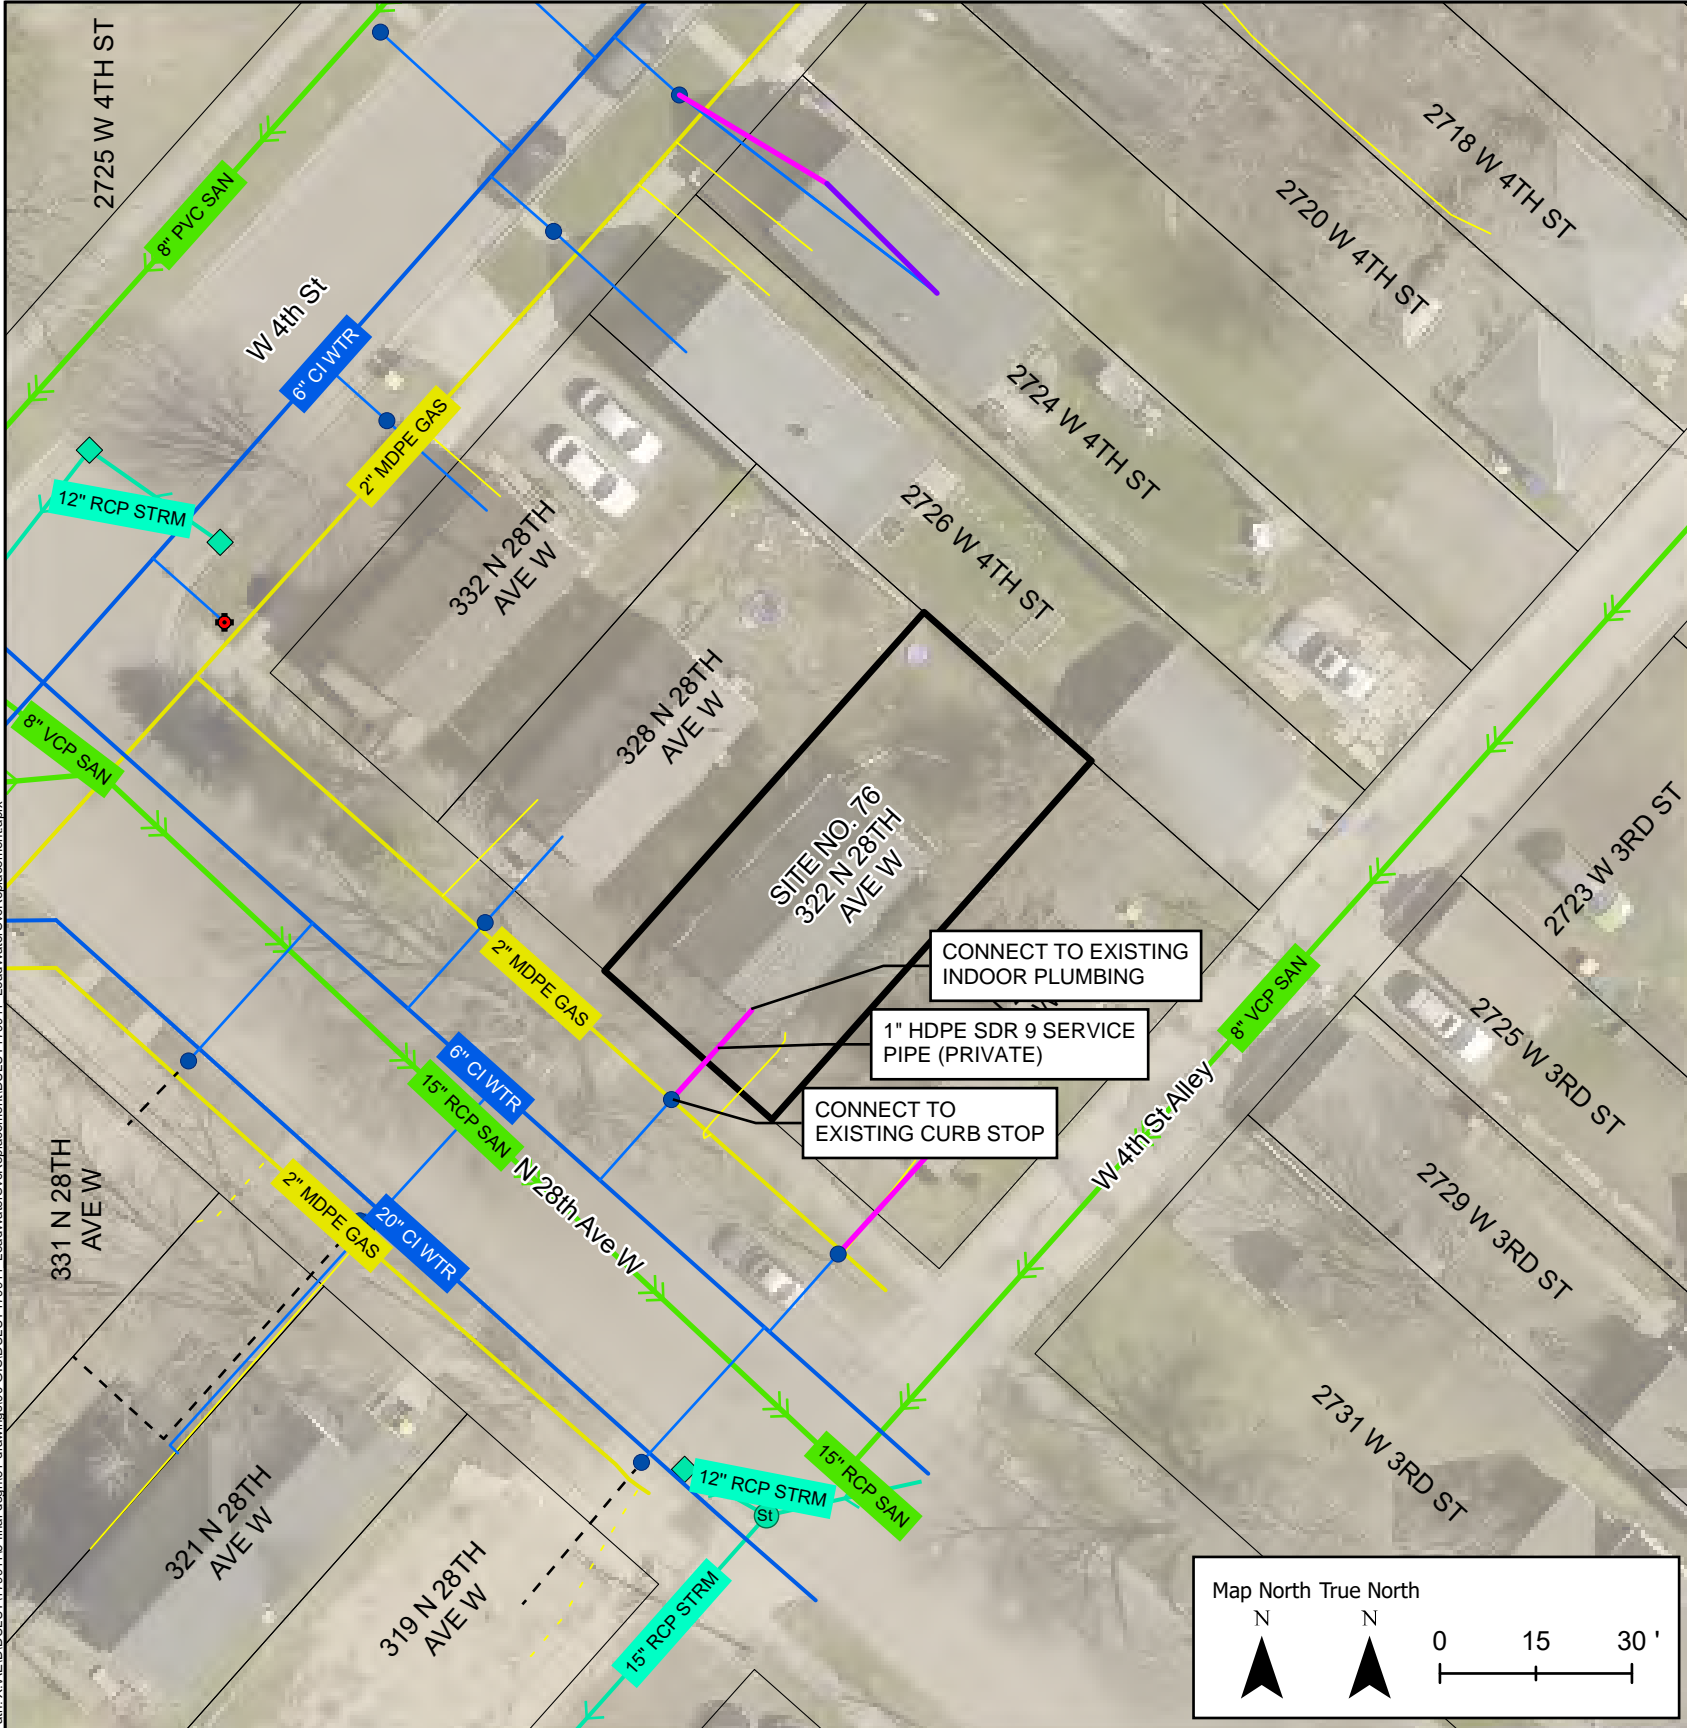 2725 W 4TH ST
8" PVC SAN
W 4th St
6" CI WTR
2" MDPE GAS
12" RCP STRM
2718 W 4TH ST
2720 W 4TH ST
2724 W 4TH ST
2726 W 4TH ST
332 N 28TH
AVE W
328 N 28TH
AVE W
8" VCP SAN
SITE NO. 76
322 N 28TH
AVE W
2723 W 3RD ST
CONNECT TO EXISTING
INDOOR PLUMBING
2" MDPE GAS
8" VCP SAN
1" HDPE SDR 9 SERVICE
PIPE (PRIVATE)
2725 W 3RD ST
6" CI WTR
15" RCP SAN
CONNECT TO
EXISTING CURB STOP
W 4th St Alley
N 28th Ave W
2729 W 3RD ST
331 N 28TH
AVE W
2" MDPE GAS
20" CI WTR
2731 W 3RD ST
15" RCP SAN
12" RCP STRM
St
321 N 28TH
AVE W
319 N 28TH
AVE W
15" RCP STRM
Map North True North
N N
0 15 30 '